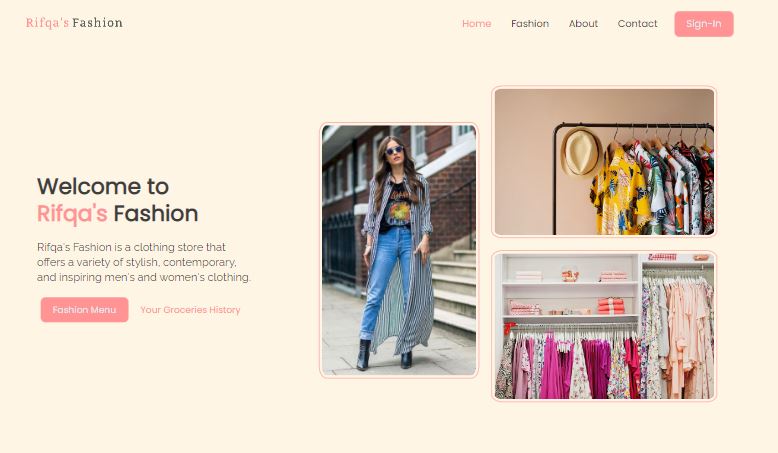 Rifqa's Fashion
Home Fashion About Contact Sign-In
Welcome to
Rifqa's Fashion
Rifqa's Fashion is a clothing store that
offers a variety of stylish, contemporary,
and inspiring men's and women's clothing.
Fashion Menu Your Groceries History